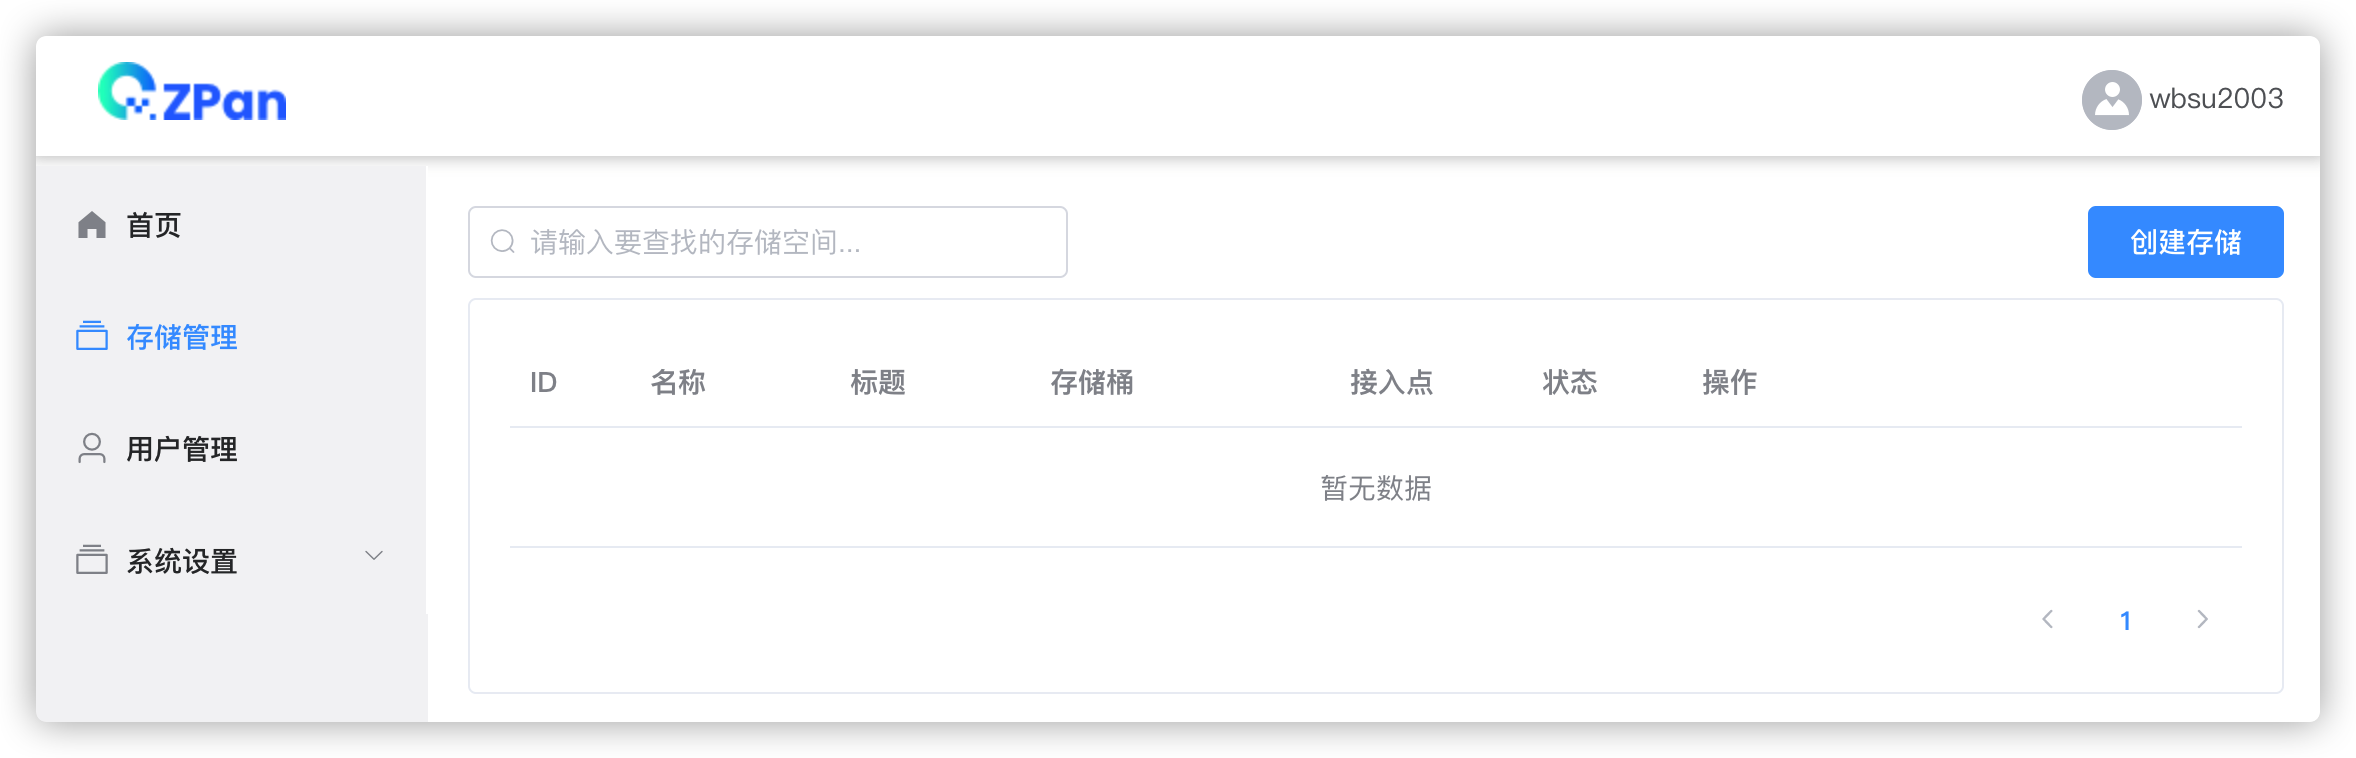 ZPan
wbsu2003
首页
存储管理
用户管理
系统设置
请输入要查找的存储空间...
创建存储
ID 名称 标题 存储桶 接入点 状态 操作
暂无数据
1